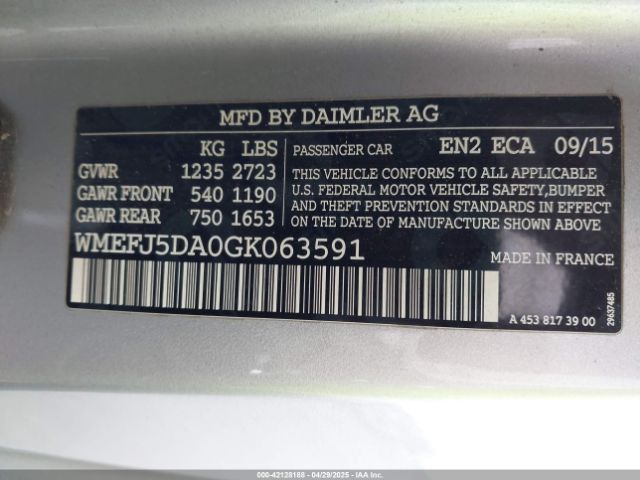 MFD BY DAIMLER AG
KG LBS
GVWR 1235 2723
GAWR FRONT 540 1190
GAWR REAR 750 1653
PASSENGER CAR EN2 ECA 09/15
THIS VEHICLE CONFORMS TO ALL APPLICABLE
U.S. FEDERAL MOTOR VEHICLE SAFETY,BUMPER
AND THEFT PREVENTION STANDARDS IN EFFECT
ON THE DATE OF MANUFACTURE SHOWN ABOVE
WMEFJ5DA0GK063591 MADE IN FRANCE
A 453 817 39 00
29637485
000-42128188 - 04/29/2025 - IAA Inc.